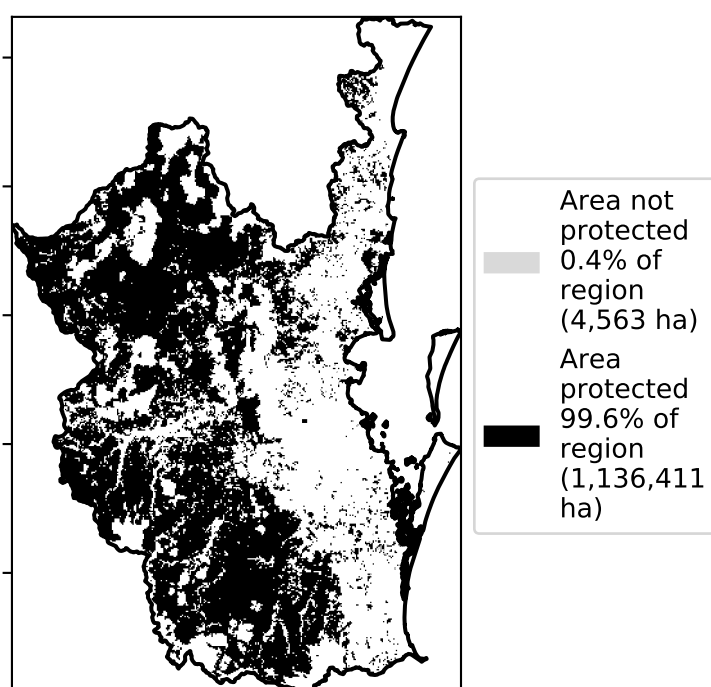 Area not
protected
0.4% of
region
(4,563 ha)
Area
protected
99.6% of
region
(1,136,411
ha)